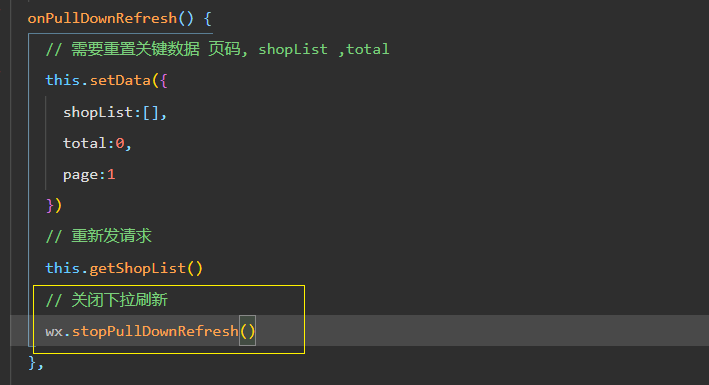 onPullDownRefresh() {
// 需要重置关键数据 页码, shopList ,total
this.setData({
shopList:[],
total:0,
page:1
})
// 重新发请求
this.getShopList()
// 关闭下拉刷新
wx.stopPullDownRefresh()
},